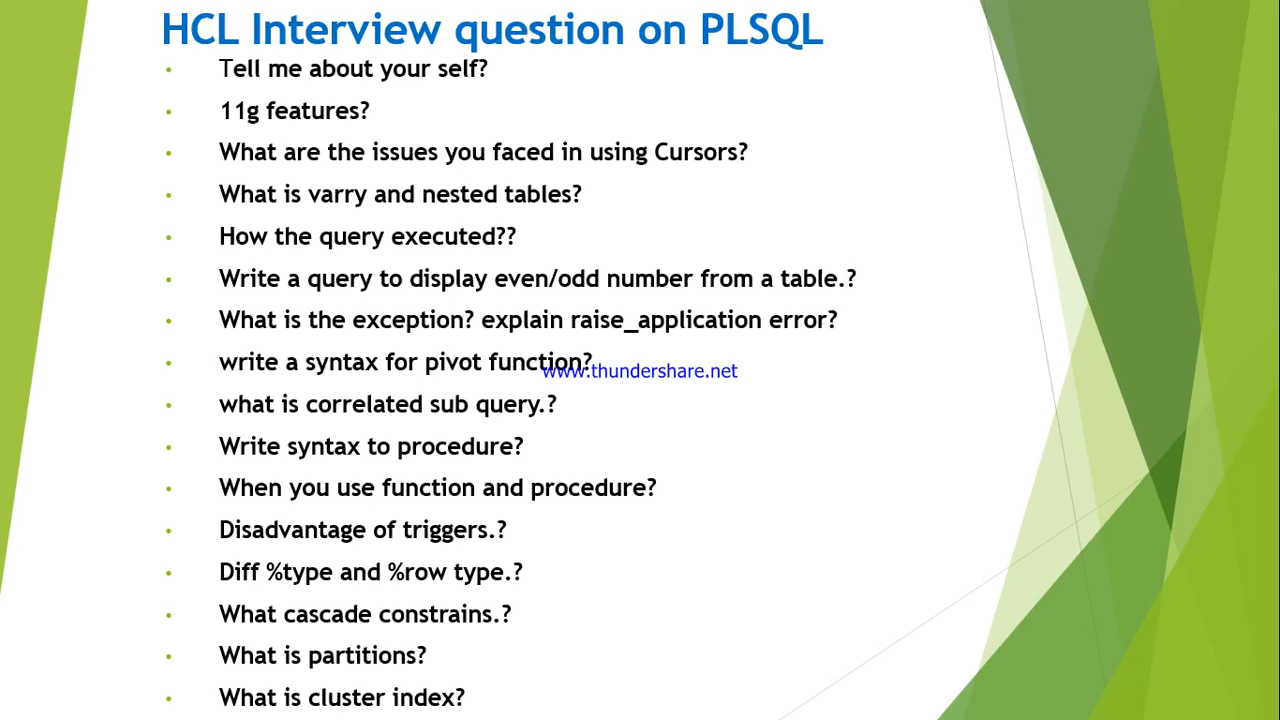 HCL Interview question on PLSQL
• Tell me about your self?
• 11g features?
• What are the issues you faced in using Cursors?
• What is varry and nested tables?
• How the query executed??
• Write a query to display even/odd number from a table.?
• What is the exception? explain raise_application error?
• write a syntax for pivot function?
www.thundershare.net
• what is correlated sub query.?
• Write syntax to procedure?
• When you use function and procedure?
• Disadvantage of triggers.?
• Diff %type and %row type.?
• What cascade constrains.?
• What is partitions?
• What is cluster index?